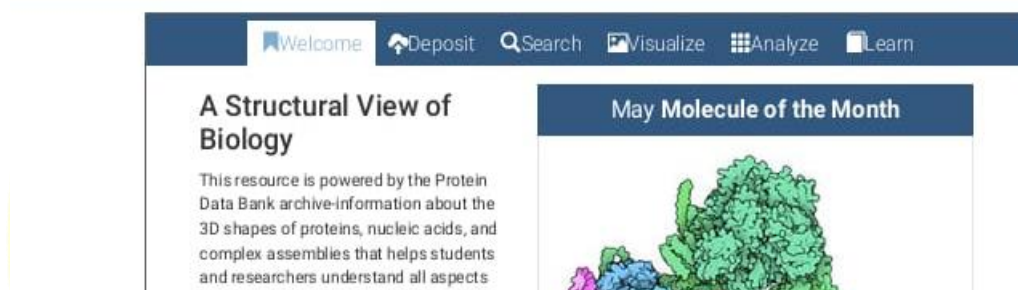 Welcome Deposit Search Visualize Analyze Learn
A Structural View of
Biology
This resource is powered by the Protein
Data Bank archive-information about the
3D shapes of proteins, nucleic acids, and
complex assemblies that helps students
and researchers understand all aspects
May Molecule of the Month